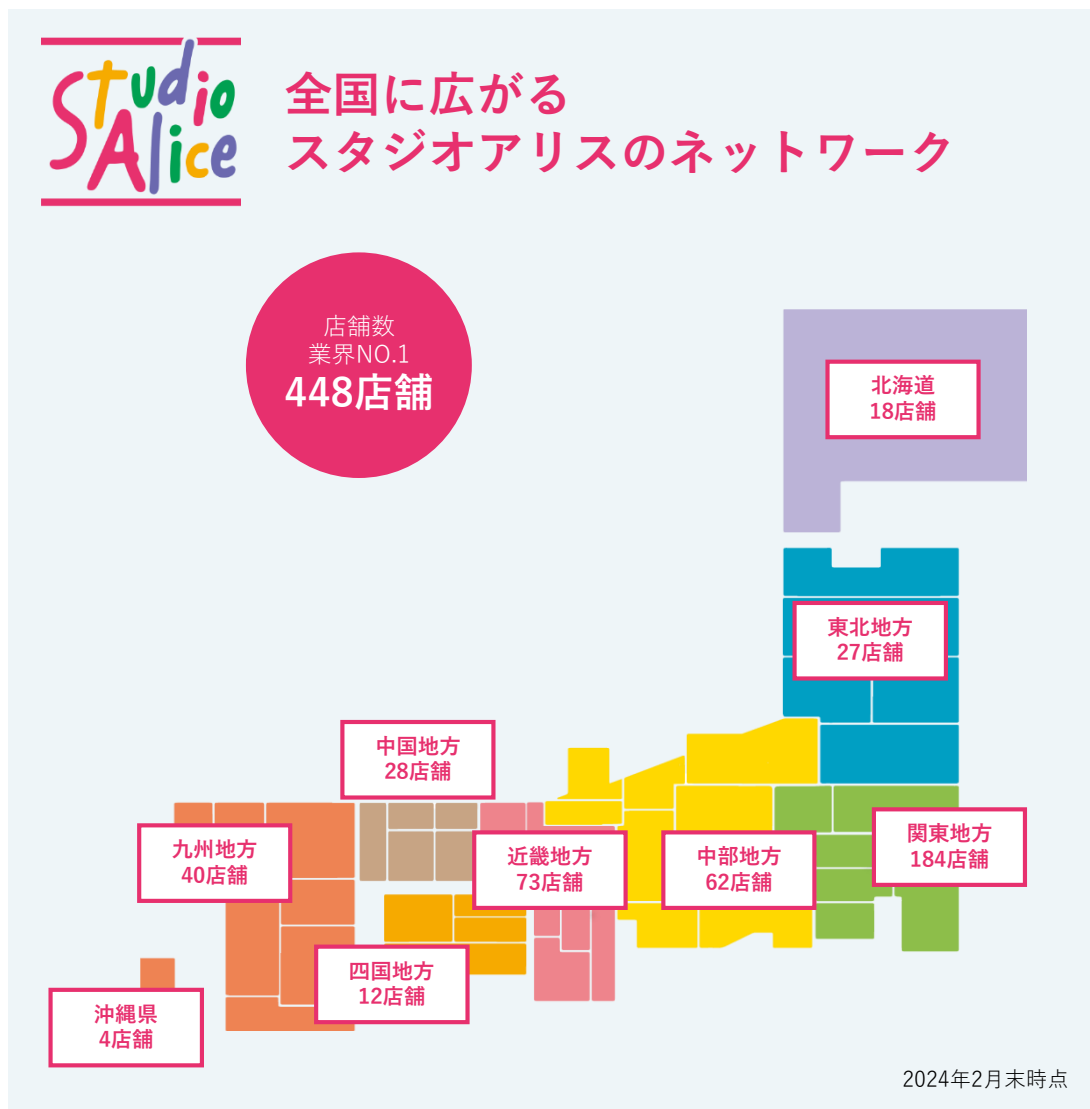 Studio
Alice
全国に広がる
スタジオアリスのネットワーク
店舗数
業界NO.1
448店舗
北海道
18店舗
東北地方
27店舗
中国地方
28店舗
九州地方
40店舗
近畿地方
73店舗
中部地方
62店舗
関東地方
184店舗
四国地方
12店舗
沖縄県
4店舗
2024年2月末時点